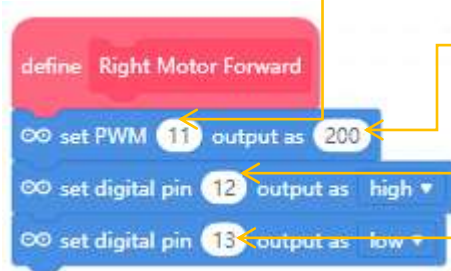 define Right Motor Forward
set PWM 11 output as 200
set digital pin 12 output as high
set digital pin 13 output as low